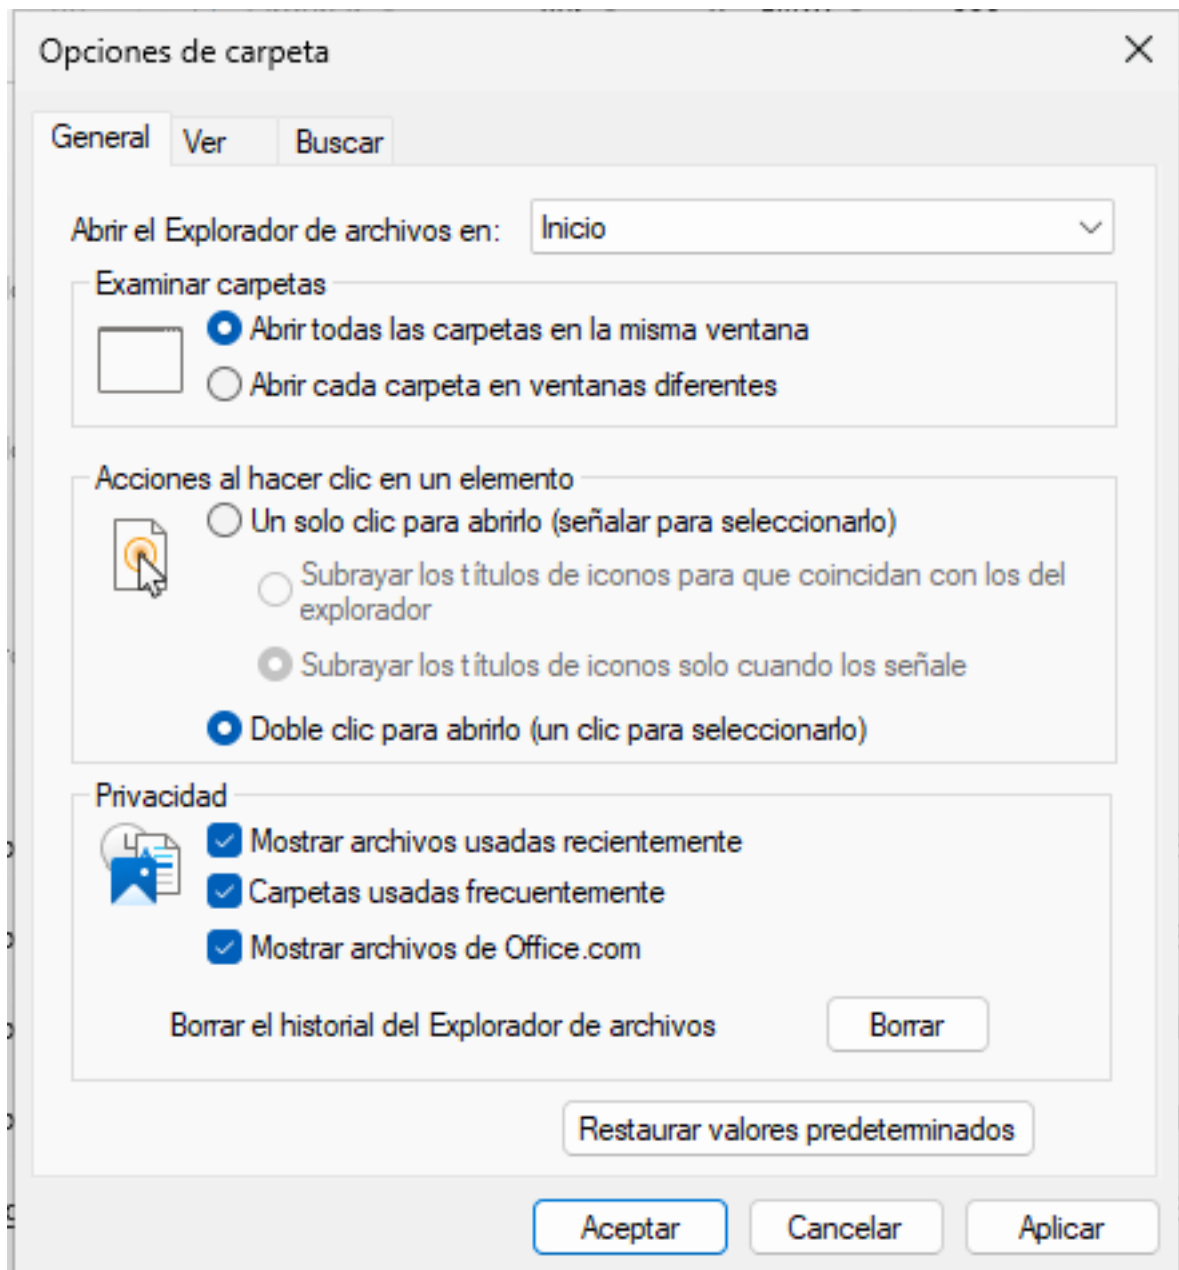 Opciones de carpeta
General
Ver
Buscar
Abrir el Explorador de archivos en:
Inicio
Examinar carpetas
Abrir todas las carpetas en la misma ventana
Abrir cada carpeta en ventanas diferentes
Acciones al hacer clic en un elemento
Un solo clic para abrirlo (señalar para seleccionarlo)
Subrayar los títulos de iconos para que coincidan con los del
explorador
Subrayar los títulos de iconos solo cuando los señale
Doble clic para abrirlo (un clic para seleccionarlo)
Privacidad
Mostrar archivos usadas recientemente
Carpetas usadas frecuentemente
Mostrar archivos de Office.com
Borrar el historial del Explorador de archivos
Borrar
Restaurar valores predeterminados
Aceptar
Cancelar
Aplicar